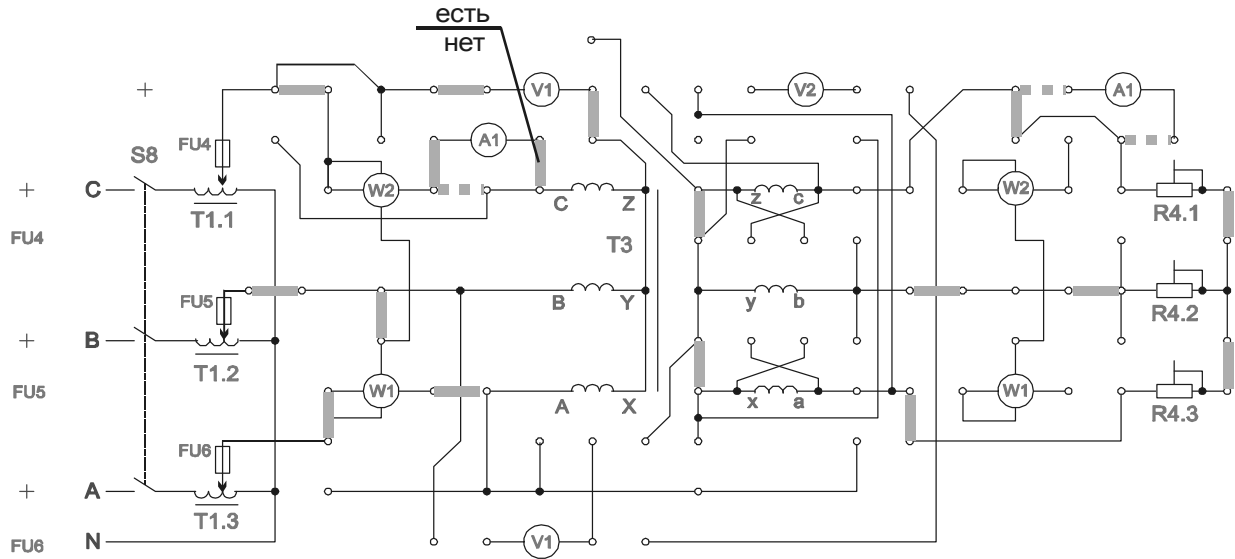 есть
нет
+
V1
V2
A1
FU4
A1
S8
+
C
W2
C
Z
z
c
W2
T1.1
R4.1
FU4
T3
FU5
B
Y
y
b
R4.2
+
B
T1.2
FU5
W1
A
X
x
a
W1
R4.3
FU6
+
A
T1.3
FU6
N
V1